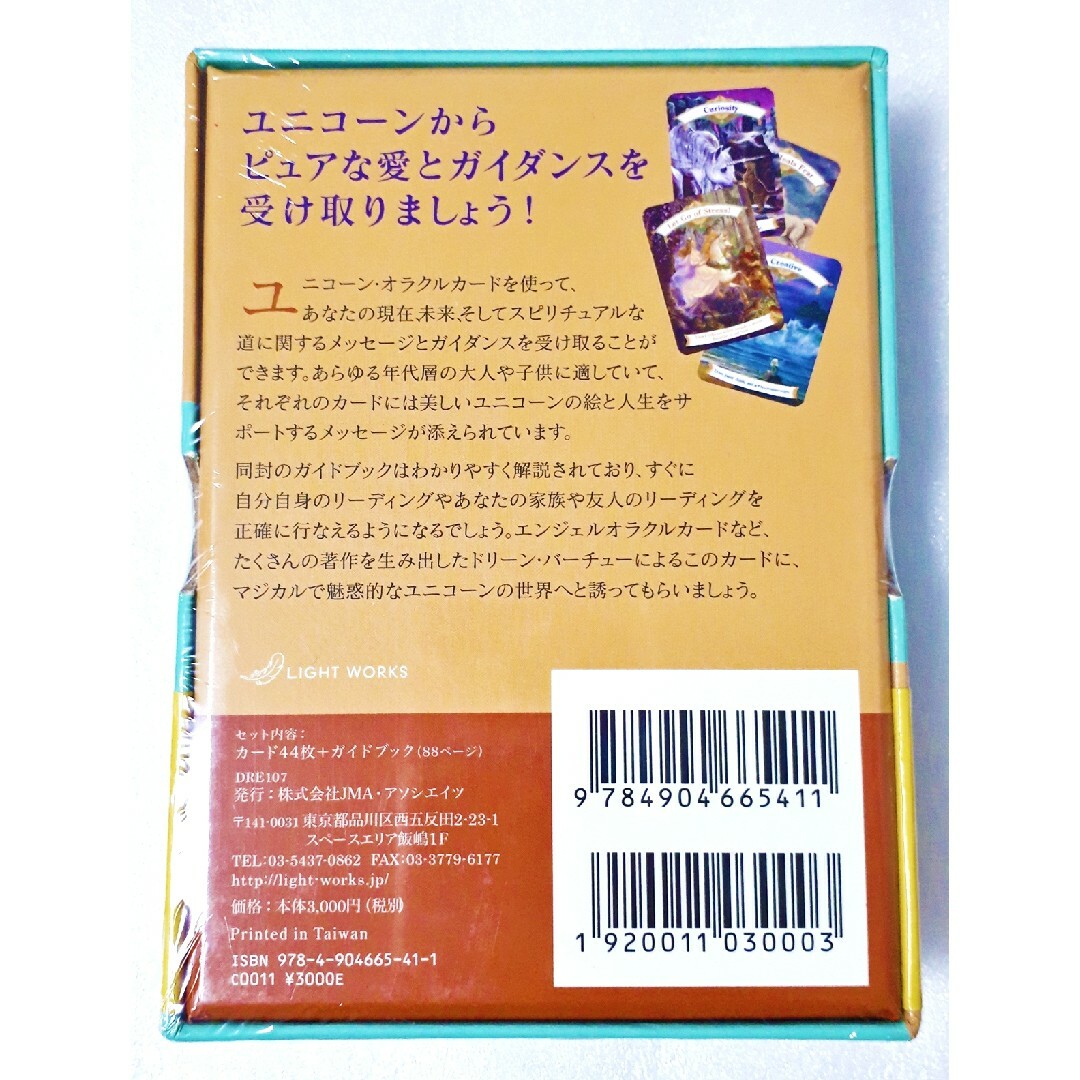 ユニコーンから
ピュアな愛とガイダンスを
受け取りましょう!
Curiosity
Heals Fear
Let Go of Stress!
Creative
ユニコーン・オラクルカードを使って、
あなたの現在、未来、そしてスピリチュアルな
道に関するメッセージとガイダンスを受け取ることが
できます。あらゆる年代層の大人や子供に適していて、
それぞれのカードには美しいユニコーンの絵と人生をサ
ポートするメッセージが添えられています。
同封のガイドブックはわかりやすく解説されており、すぐに
自分自身のリーディングやあなたの家族や友人のリーディングを
正確に行なえるようになるでしょう。エンジェルオラクルカードなど、
たくさんの著作を生み出したドリーン・バーチューによるこのカードに、
マジカルで魅惑的なユニコーンの世界へと誘ってもらいましょう。
LIGHT WORKS
セット内容:
カード44枚+ガイドブック(88ページ)
DRE107
発行:株式会社JMA・アソシエイツ
〒141-0031 東京都品川区西五反田2-23-1
スペースエリア飯嶋1F
TEL:03-5437-0862 FAX:03-3779-6177
http://light-works.jp/
価格:本体3,000円(税別)
Printed in Taiwan
ISBN 978-4-904665-41-1
C0011 ¥3000E
9 784904 665411
1 920011 030003